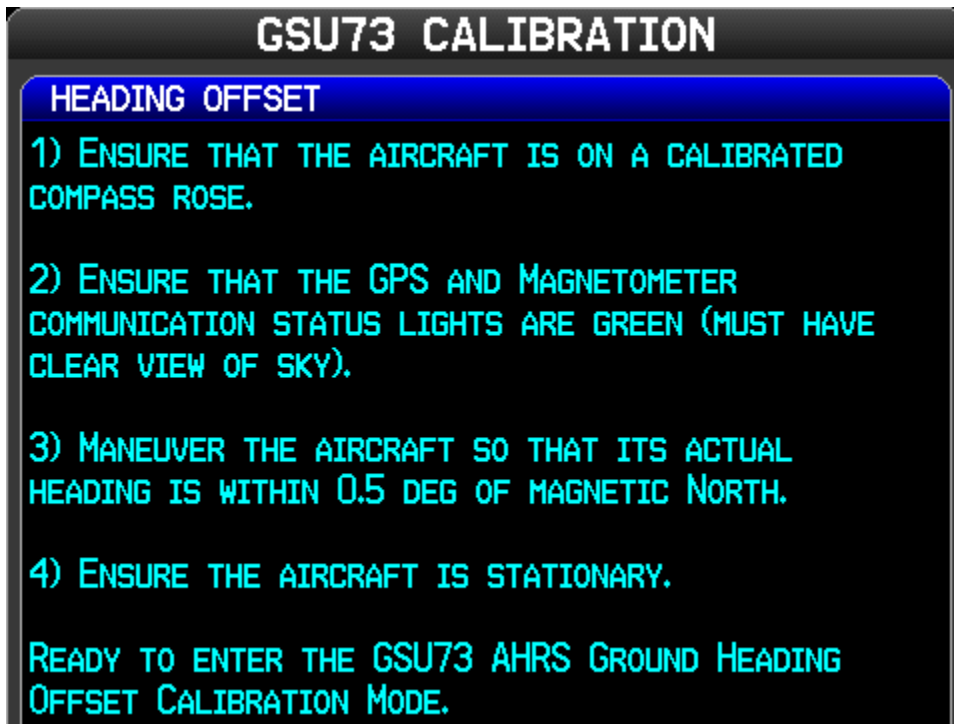 GSU73 CALIBRATION
HEADING OFFSET
1) ENSURE THAT THE AIRCRAFT IS ON A CALIBRATED
COMPASS ROSE.
2) ENSURE THAT THE GPS AND MAGNETOMETER
COMMUNICATION STATUS LIGHTS ARE GREEN (MUST HAVE
CLEAR VIEW OF SKY).
3) MANEUVER THE AIRCRAFT SO THAT ITS ACTUAL
HEADING IS WITHIN 0.5 DEG OF MAGNETIC NORTH.
4) ENSURE THE AIRCRAFT IS STATIONARY.
READY TO ENTER THE GSU73 AHRS GROUND HEADING
OFFSET CALIBRATION MODE.